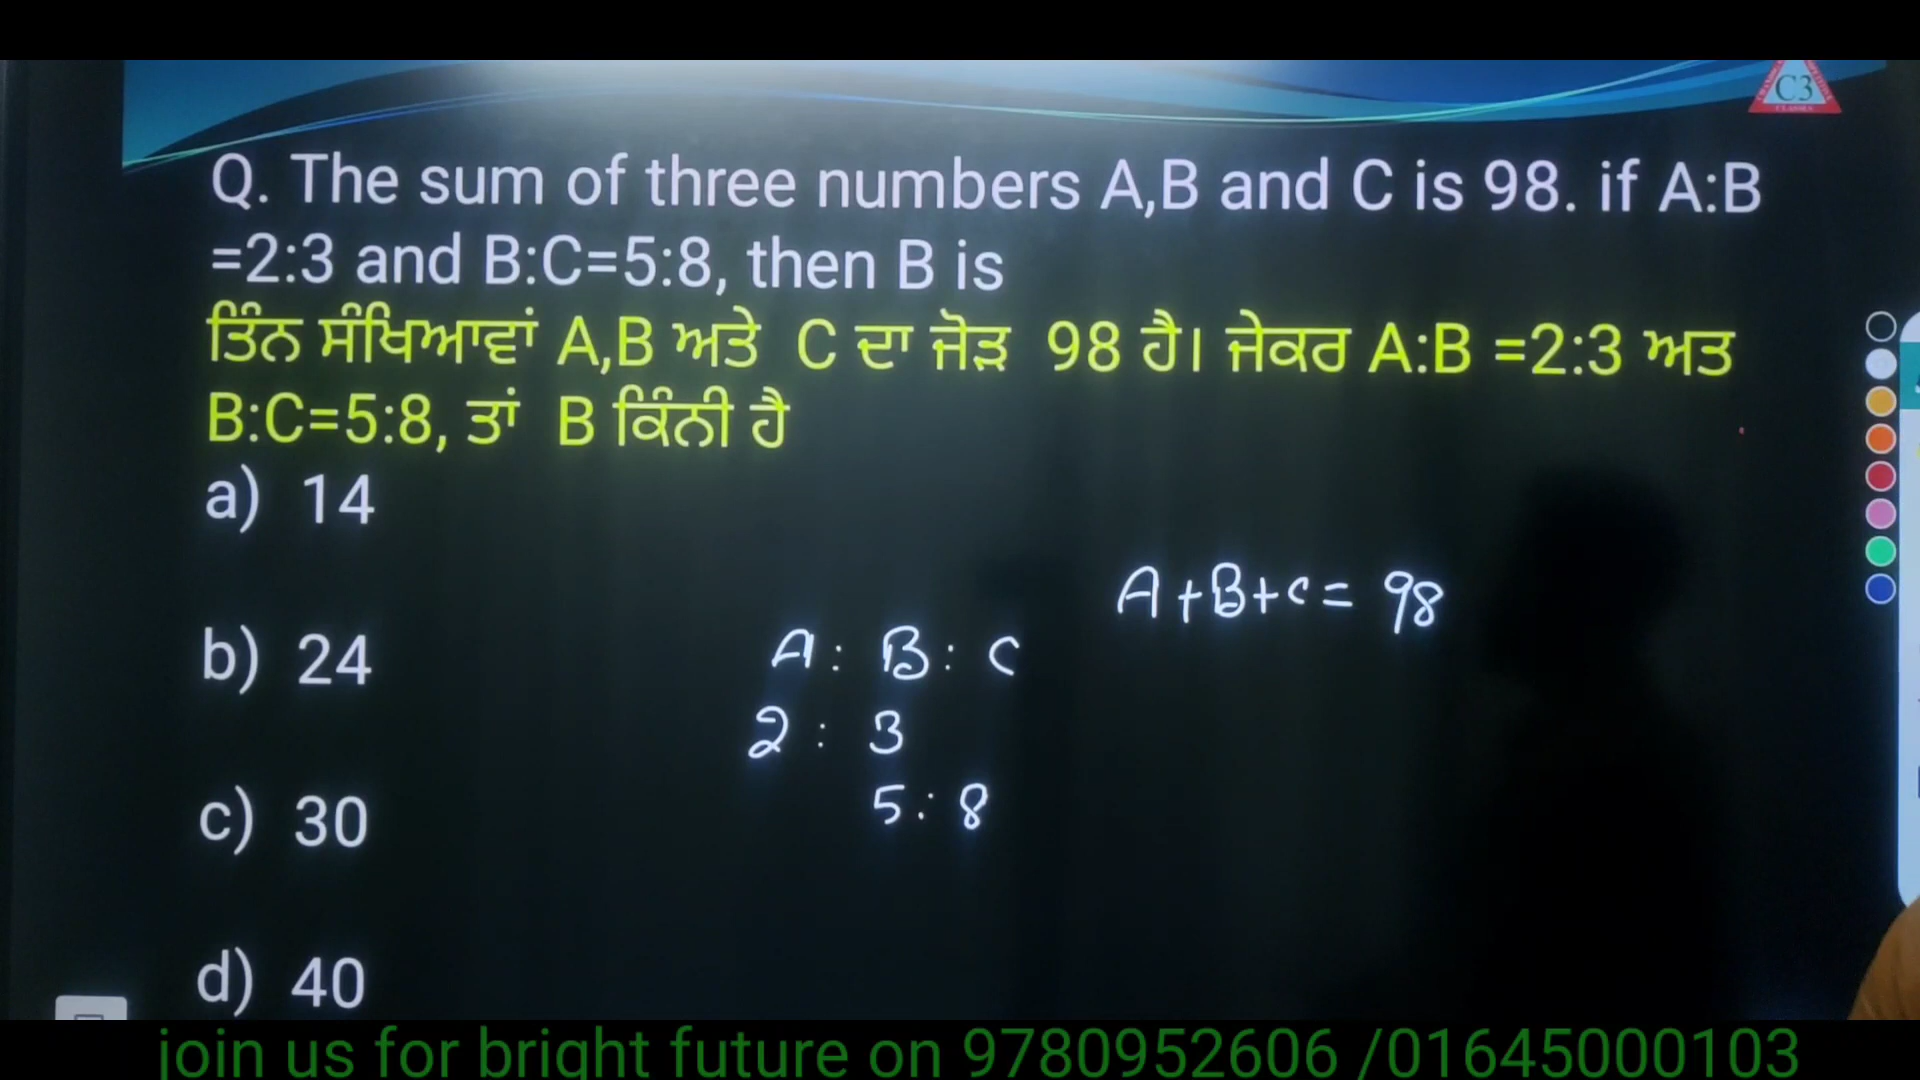 C3
Q. The sum of three numbers A,B and C is 98. if A:B
=2:3 and B:C=5:8, then B is
ਤਿੰਨ ਸੰਖਿਆਵਾਂ A,B ਅਤੇ C ਦਾ ਜੋੜ 98 ਹੈ। ਜੇਕਰ A:B =2:3 ਅਤ
B:C=5:8, ਤਾਂ B ਕਿੰਨੀ ਹੈ
a) 14
b) 24
c) 30
d) 40
A+B+C= 98
A: B: C
2 : 3
5: 8
join us for bright future on 9780952606 /01645000103